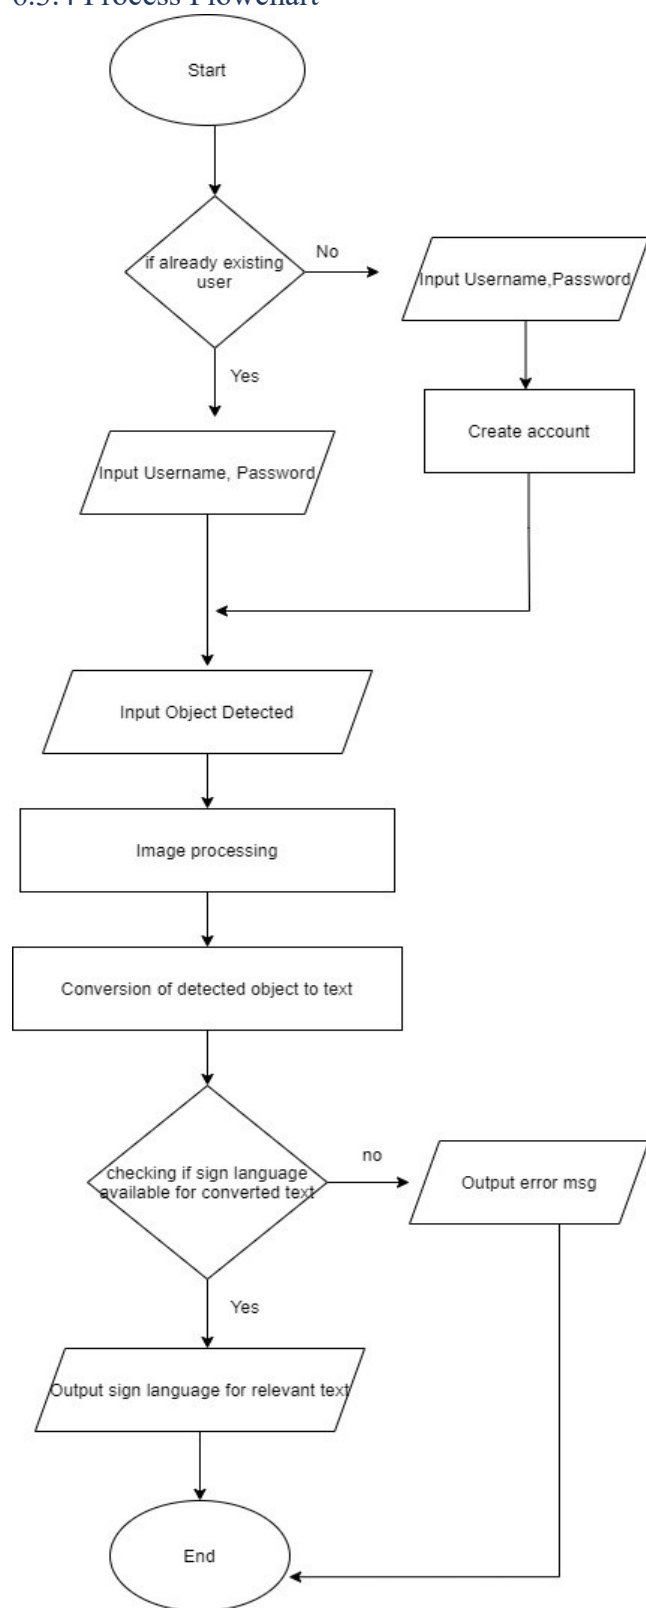 6.3.4 Process Flowchart
Start
if already existing
user
No
Input Username,Password
Yes
Create account
Input Username, Password
Input Object Detected
Image processing
Conversion of detected object to text
checking if sign language
available for converted text
no
Output error msg
Yes
Output sign language for relevant text
End